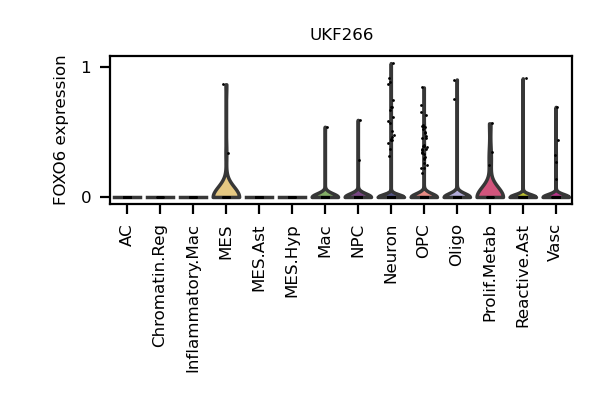 UKF266
FOXO6 expression
1
0
AC
Chromatin.Reg
Inflammatory.Mac
MES
MES.Ast
MES.Hyp
Mac
NPC
Neuron
OPC
Oligo
Prolif.Metab
Reactive.Ast
Vasc